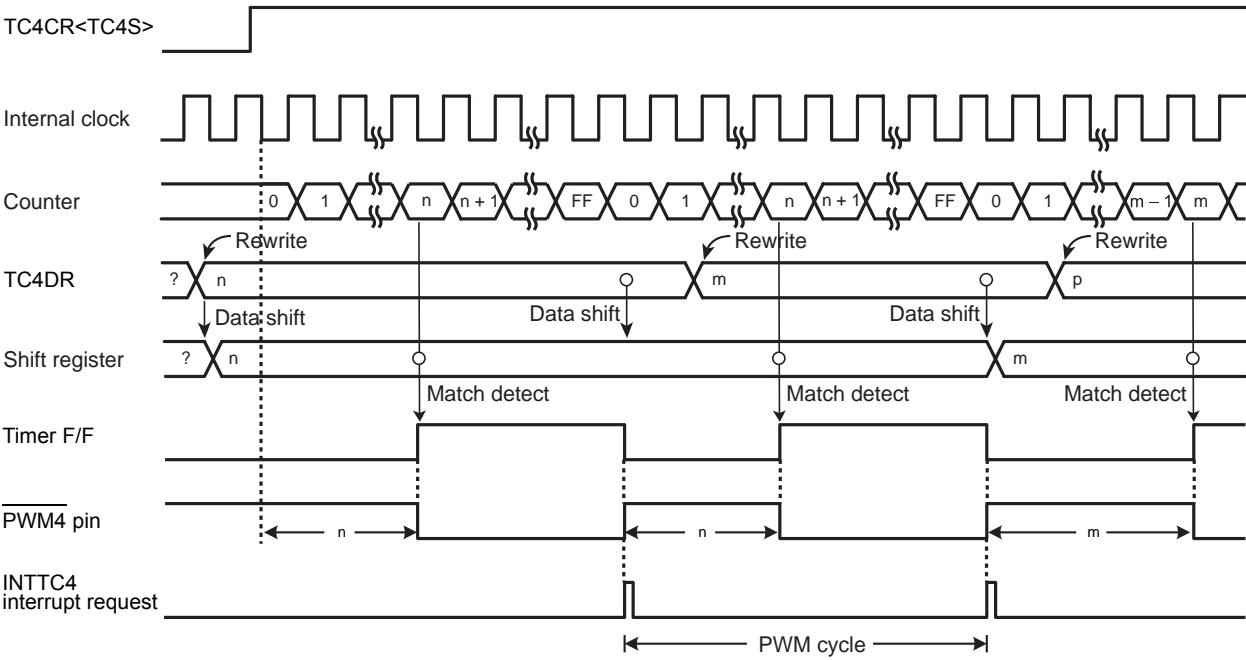 TC4CR<TC4S>
Internal clock
Counter 0 1 n n + 1 FF 0 1 n n + 1 FF 0 1 m – 1 m
Rewrite Rewrite Rewrite
TC4DR ? n m p
Data shift Data shift Data shift
Shift register ? n m
Match detect Match detect Match detect
Timer F/F
PWM4 pin n n m
INTTC4
interrupt request
PWM cycle